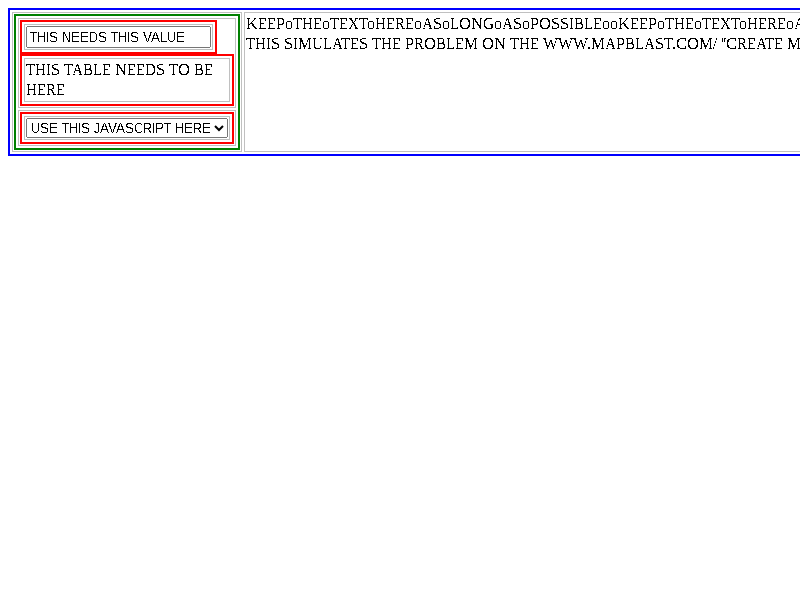 THIS NEEDS THIS VALUE
THIS TABLE NEEDS TO BE
HERE
USE THIS JAVASCRIPT HERE
KEEPoTHEoTEXToHEREoASoLONGoASoPOSSIBLEooKEEPoTHEoTEXToHEREoA
THIS SIMULATES THE PROBLEM ON THE WWW.MAPBLAST.COM/ "CREATE M